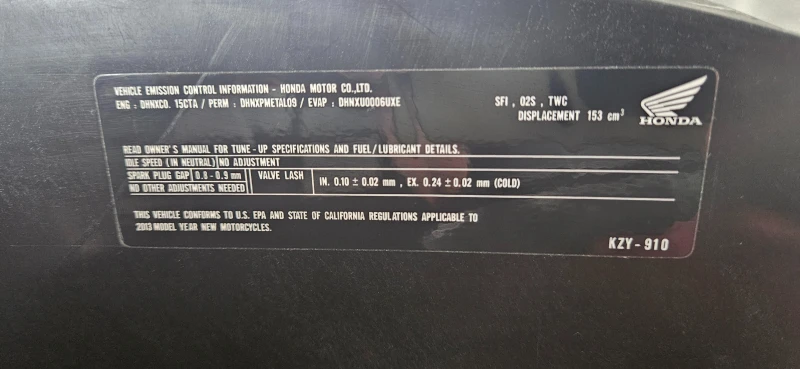 VEHICLE EMISSION CONTROL INFORMATION - HONDA MOTOR CO.,LTD.
ENG : DHNXC0. 15CTA / PERM : DHNXPMETAL09 / EVAP : DHNXU0006UXE
SFI , O2S , TWC
DISPLACEMENT 153 cm³
HONDA
READ OWNER'S MANUAL FOR TUNE-UP SPECIFICATIONS AND FUEL/LUBRICANT DETAILS.
IDLE SPEED (IN NEUTRAL) NO ADJUSTMENT
SPARK PLUG GAP 0.8 - 0.9 mm VALVE LASH IN. 0.10 ± 0.02 mm , EX. 0.24 ± 0.02 mm (COLD)
NO OTHER ADJUSTMENTS NEEDED
THIS VEHICLE CONFORMS TO U.S. EPA AND STATE OF CALIFORNIA REGULATIONS APPLICABLE TO
2013 MODEL YEAR NEW MOTORCYCLES.
KZY - 910